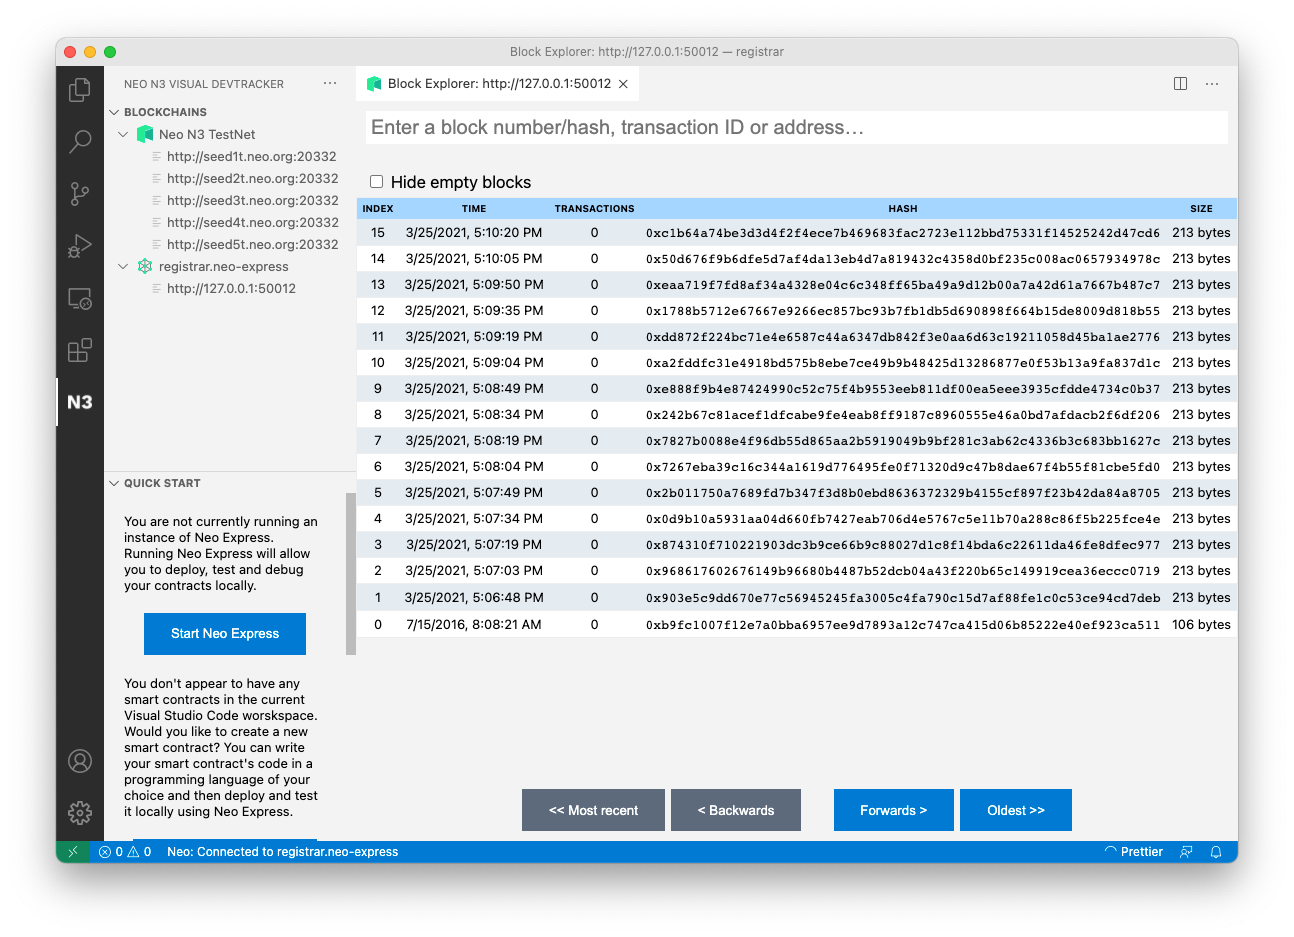 Block Explorer: http://127.0.0.1:50012 — registrar
NEO N3 VISUAL DEVTRACKER
BLOCKCHAINS
Neo N3 TestNet
http://seed1t.neo.org:20332
http://seed2t.neo.org:20332
http://seed3t.neo.org:20332
http://seed4t.neo.org:20332
http://seed5t.neo.org:20332
registrar.neo-express
http://127.0.0.1:50012
N3
QUICK START
You are not currently running an
instance of Neo Express.
Running Neo Express will allow
you to deploy, test and debug
your contracts locally.
Start Neo Express
You don't appear to have any
smart contracts in the current
Visual Studio Code worskspace.
Would you like to create a new
smart contract? You can write
your smart contract's code in a
programming language of your
choice and then deploy and test
it locally using Neo Express.
Block Explorer: http://127.0.0.1:50012
Enter a block number/hash, transaction ID or address…
Hide empty blocks
INDEX TIME TRANSACTIONS HASH SIZE
15 3/25/2021, 5:10:20 PM 0 0xc1b64a74be3d3d4f2f4ece7b469683fac2723e112bbd75331f14525242d47cd6 213 bytes
14 3/25/2021, 5:10:05 PM 0 0x50d676f9b6dfe5d7af4da13eb4d7a819432c4358d0bf235c008ac0657934978c 213 bytes
13 3/25/2021, 5:09:50 PM 0 0xeaa719f7fd8af34a4328e04c6c348ff65ba49a9d12b00a7a42d61a7667b487c7 213 bytes
12 3/25/2021, 5:09:35 PM 0 0x1788b5712e67667e9266ec857bc93b7fb1db5d690898f664b15de8009d818b55 213 bytes
11 3/25/2021, 5:09:19 PM 0 0xdd872f224bc71e4e6587c44a6347db842f3e0aa6d63c19211058d45ba1ae2776 213 bytes
10 3/25/2021, 5:09:04 PM 0 0xa2fddfc31e4918bd575b8ebe7ce49b9b48425d13286877e0f53b13a9fa837d1c 213 bytes
9 3/25/2021, 5:08:49 PM 0 0xe888f9b4e87424990c52c75f4b9553eeb811df00ea5eee3935cfdde4734c0b37 213 bytes
8 3/25/2021, 5:08:34 PM 0 0x242b67c81acef1dfcabe9fe4eab8ff9187c8960555e46a0bd7afdacb2f6df206 213 bytes
7 3/25/2021, 5:08:19 PM 0 0x7827b0088e4f96db55d865aa2b5919049b9bf281c3ab62c4336b3c683bb1627c 213 bytes
6 3/25/2021, 5:08:04 PM 0 0x7267eba39c16c344a1619d776495fe0f71320d9c47b8dae67f4b55f81cbe5fd0 213 bytes
5 3/25/2021, 5:07:49 PM 0 0x2b011750a7689fd7b347f3d8b0ebd8636372329b4155cf897f23b42da84a8705 213 bytes
4 3/25/2021, 5:07:34 PM 0 0x0d9b10a5931aa04d660fb7427eab706d4e5767c5e11b70a288c86f5b225fce4e 213 bytes
3 3/25/2021, 5:07:19 PM 0 0x874310f710221903dc3b9ce66b9c88027d1c8f14bda6c22611da46fe8dfec977 213 bytes
2 3/25/2021, 5:07:03 PM 0 0x968617602676149b96680b4487b52dcb04a43f220b65c149919cea36eccc0719 213 bytes
1 3/25/2021, 5:06:48 PM 0 0x903e5c9dd670e77c56945245fa3005c4fa790c15d7af88fe1c0c53ce94cd7deb 213 bytes
0 7/15/2016, 8:08:21 AM 0 0xb9fc1007f12e7a0bba6957ee9d7893a12c747ca415d06b85222e40ef923ca511 106 bytes
<< Most recent < Backwards Forwards > Oldest >>
0 0 Neo: Connected to registrar.neo-express Prettier